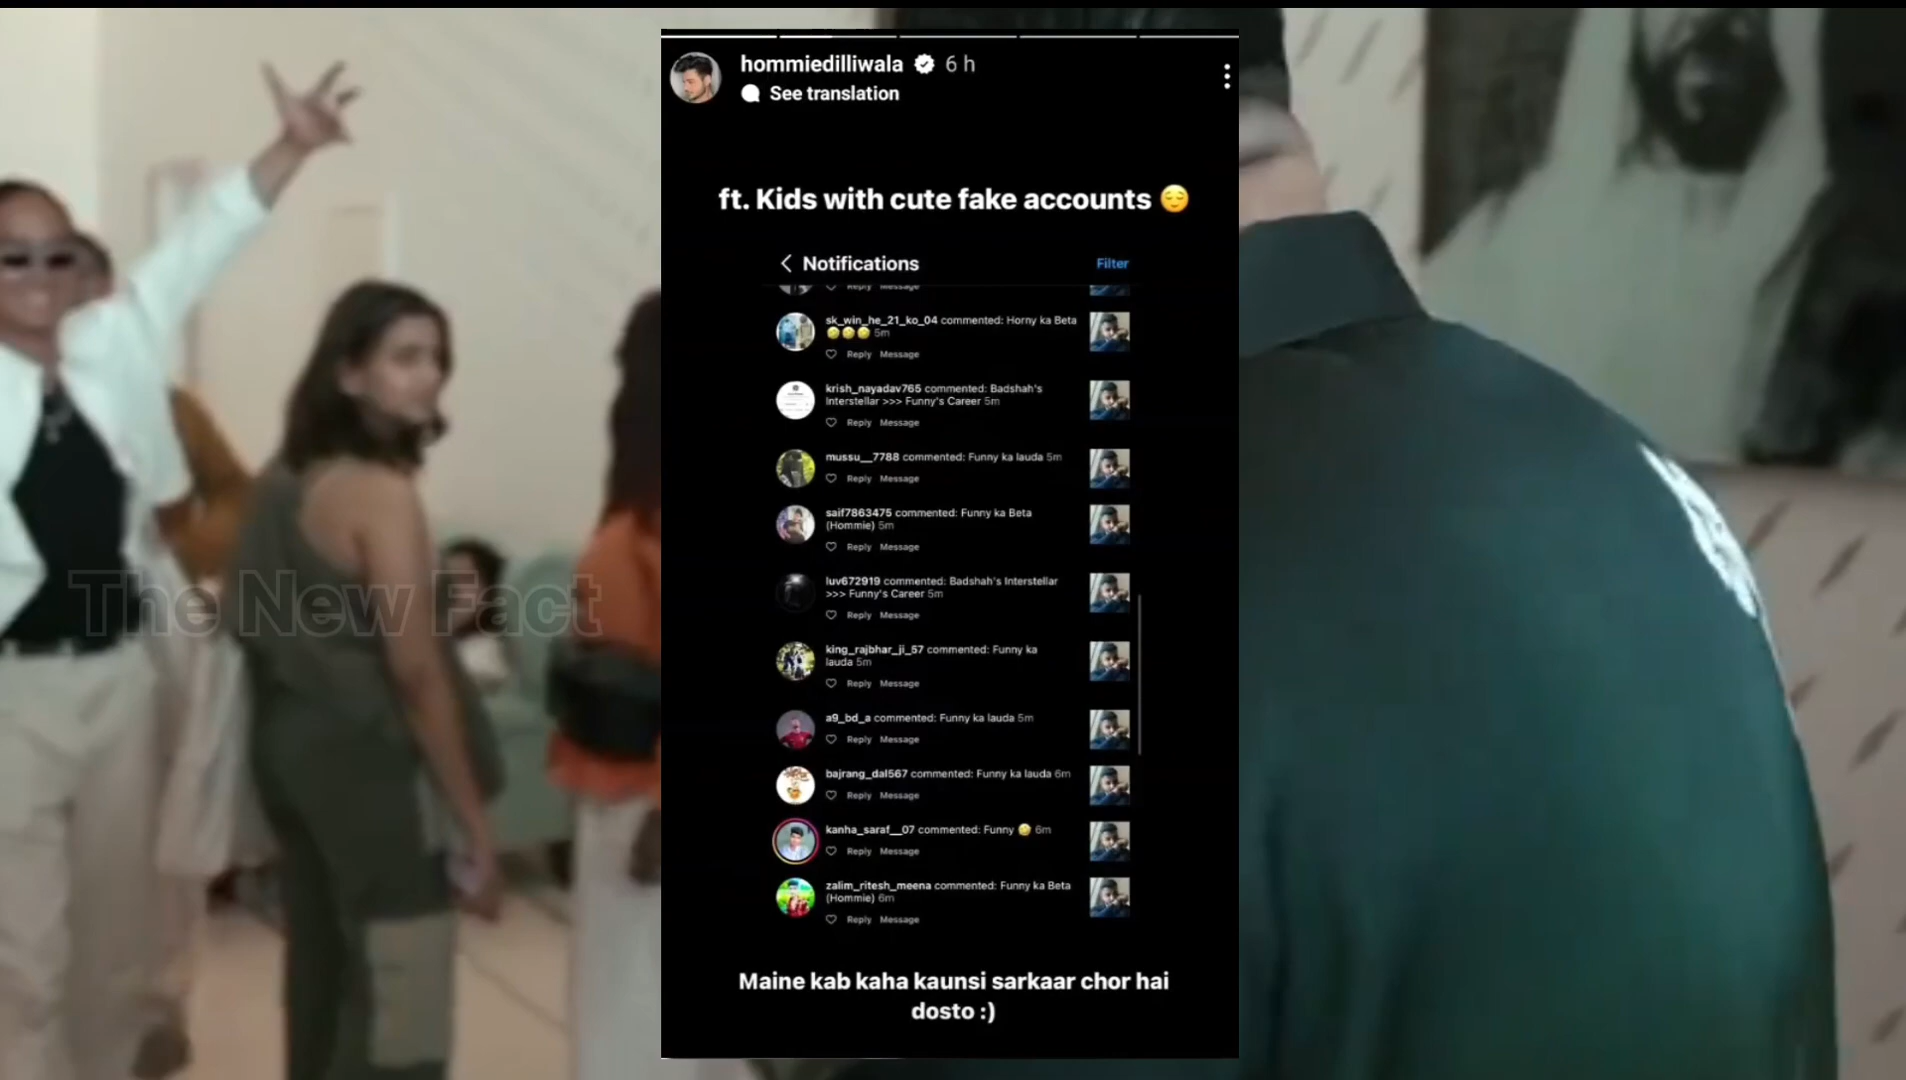 hommiedilliwala 6 h
See translation
ft. Kids with cute fake accounts 😌
Notifications
Filter
Reply Message
sk_win_he_21_ko_04 commented: Horny ka Beta
🤣🤣🤣 5m
Reply Message
krish_nayadav765 commented: Badshah's
Interstellar >>> Funny's Career 5m
Reply Message
mussu__7788 commented: Funny ka lauda 5m
Reply Message
saif7863475 commented: Funny ka Beta
(Hommie) 5m
Reply Message
luv672919 commented: Badshah's Interstellar
>>> Funny's Career 5m
Reply Message
king_rajbhar_ji_57 commented: Funny ka
lauda 5m
Reply Message
a9_bd_a commented: Funny ka lauda 5m
Reply Message
bajrang_dal567 commented: Funny ka lauda 6m
Reply Message
kanha_saraf__07 commented: Funny 🤣 6m
Reply Message
zalim_ritesh_meena commented: Funny ka Beta
(Hommie) 6m
Reply Message
Maine kab kaha kaunsi sarkaar chor hai
dosto :)
The New Fact